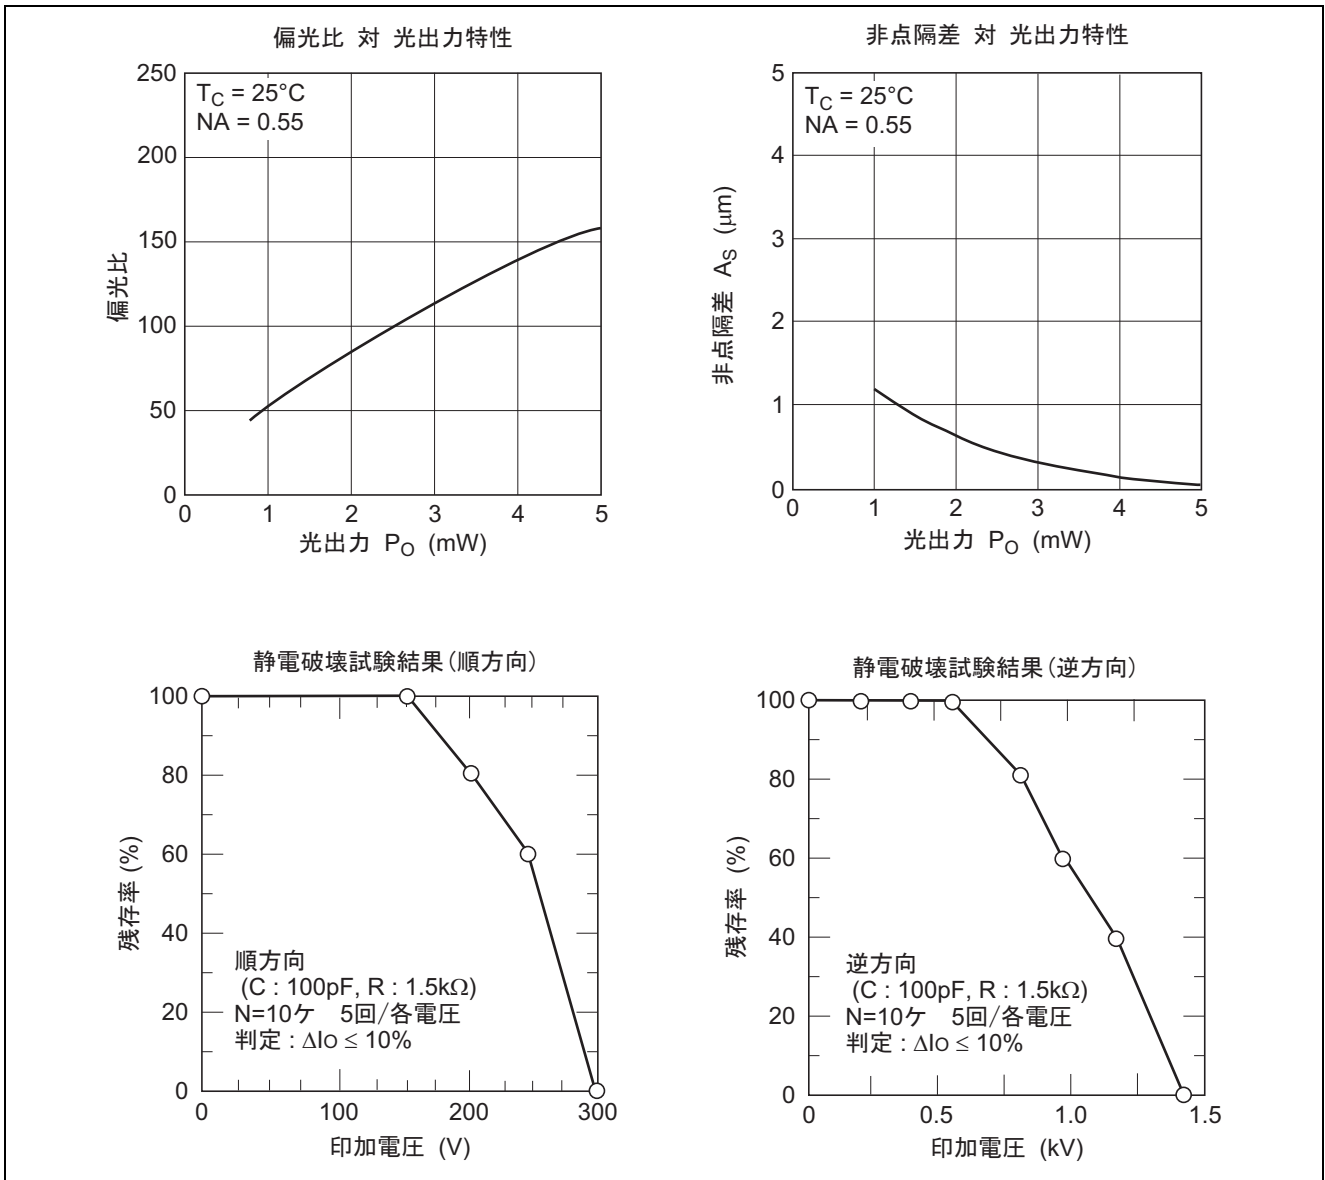 偏光比 対 光出力特性
250
200
150
100
50
0
偏光比
T_C = 25°C
NA = 0.55
0 1 2 3 4 5
光出力 P_O (mW)
非点隔差 対 光出力特性
5
4
3
2
1
0
非点隔差 A_S (μm)
T_C = 25°C
NA = 0.55
0 1 2 3 4 5
光出力 P_O (mW)
静電破壊試験結果(順方向)
100
80
60
40
20
0
残存率 (%)
順方向
(C : 100pF, R : 1.5kΩ)
N=10ケ 5回/各電圧
判定 : ΔIO ≤ 10%
0 100 200 300
印加電圧 (V)
静電破壊試験結果(逆方向)
100
80
60
40
20
0
残存率 (%)
逆方向
(C : 100pF, R : 1.5kΩ)
N=10ケ 5回/各電圧
判定 : ΔIO ≤ 10%
0 0.5 1.0 1.5
印加電圧 (kV)